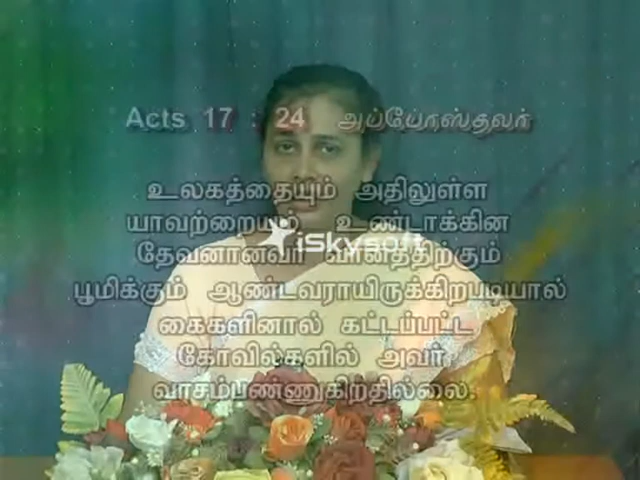 Acts 17 : 24 அப்போஸ்தலர்
உலகத்தையும் அதிலுள்ள
யாவற்றையும் உண்டாக்கின
தேவனானவர் வானத்திற்கும்
iSkysoft
பூமிக்கும் ஆண்டவராயிருக்கிறபடியால்
கைகளினால் கட்டப்பட்ட
கோவில்களில் அவர்
வாசம்பண்ணுகிறதில்லை.